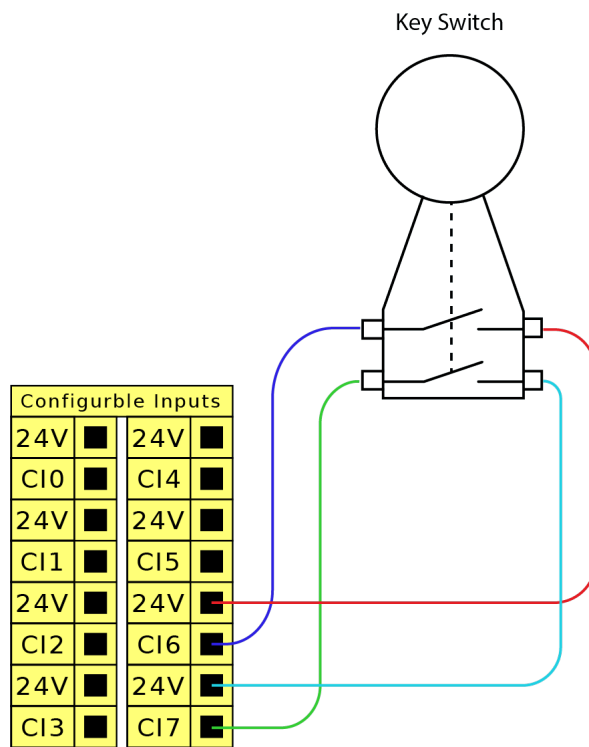 Key Switch
Configurble Inputs
24V 24V
CI0 CI4
24V 24V
CI1 CI5
24V 24V
CI2 CI6
24V 24V
CI3 CI7